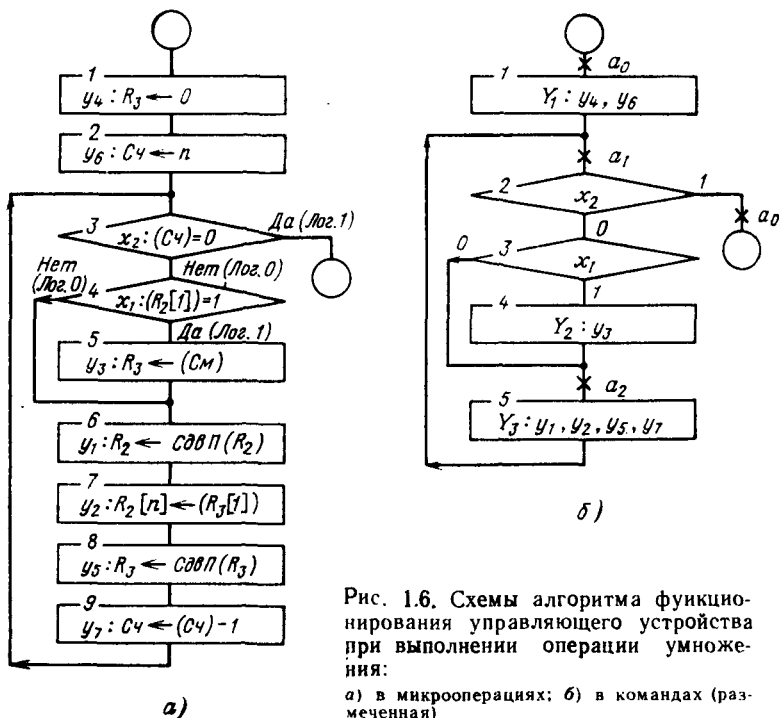 1
y₄ : R₃ ← 0
2
y₆ : Сч ← n
3
x₂ : (Сч) = 0
Да (Лог. 1)
Нет (Лог. 0)
Нет
(Лог. 0)
4
x₁ : (R₂[1]) = 1
Да (Лог. 1)
5
y₃ : R₃ ← (См)
6
y₁ : R₂ ← СдвП (R₂)
7
y₂ : R₂ [n] ← (R₃[1])
8
y₅ : R₃ ← СдвП (R₃)
9
y₇ : Сч ← (Сч) - 1
а)
a₀
1
Y₁ : y₄, y₆
a₁
2
x₂
1
a₀
0
0
3
x₁
1
4
Y₂ : y₃
a₂
5
Y₃ : y₁, y₂, y₅, y₇
б)
Рис. 1.6. Схемы алгоритма функцио-
нирования управляющего устройства
при выполнении операции умноже-
ния:
а) в микрооперациях; б) в командах (раз-
меченная)